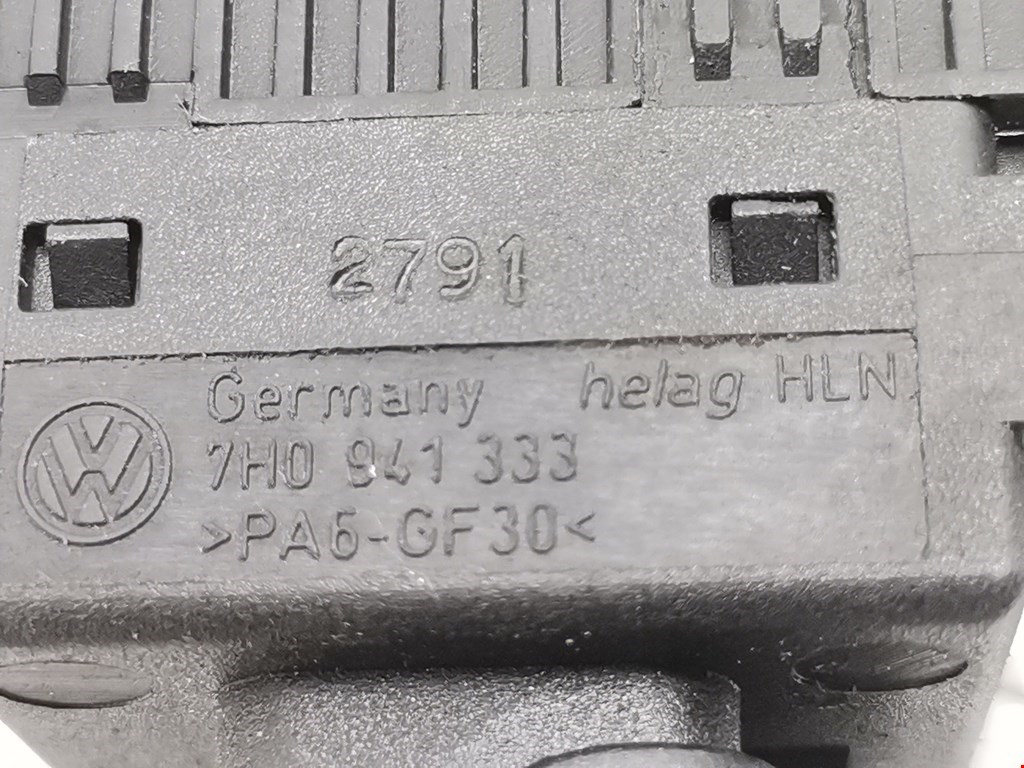 2791
Germany helag HLN
7H0 941 333
>PA6-GF30<